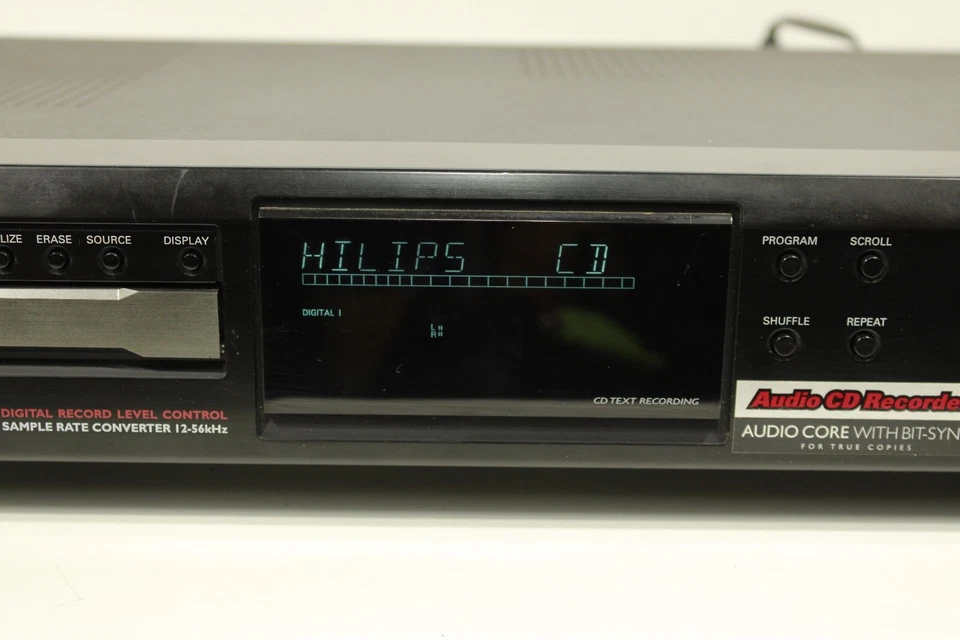 LIZE ERASE SOURCE DISPLAY
HILIPS CD
DIGITAL I
L
R
CD TEXT RECORDING
DIGITAL RECORD LEVEL CONTROL
SAMPLE RATE CONVERTER 12-56kHz
PROGRAM SCROLL
SHUFFLE REPEAT
Audio CD Recorde
AUDIO CORE WITH BIT-SYN
FOR TRUE COPIES